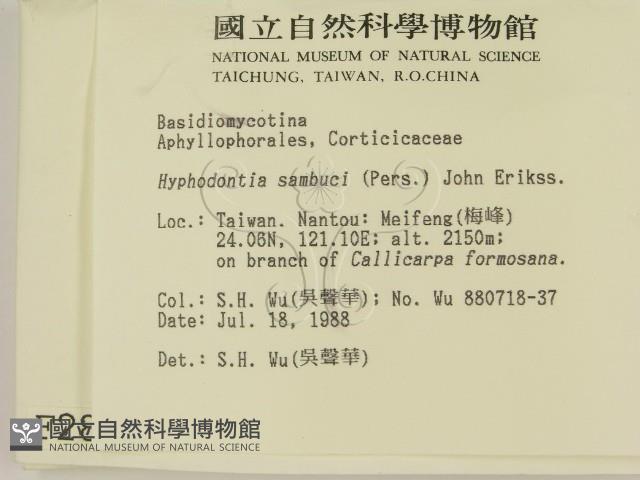 國立自然科學博物館
NATIONAL MUSEUM OF NATURAL SCIENCE
TAICHUNG, TAIWAN, R.O.CHINA
Basidiomycotina
Aphyllophorales, Corticicaceae
Hyphodontia sambuci (Pers.) John Erikss.
Loc.: Taiwan. Nantou: Meifeng(梅峰)
24.06N, 121.10E; alt. 2150m;
on branch of Callicarpa formosana.
Col.: S.H. Wu(吳聲華); No. Wu 880718-37
Date: Jul. 18, 1988
Det.: S.H. Wu(吳聲華)
國立自然科學博物館
NATIONAL MUSEUM OF NATURAL SCIENCE